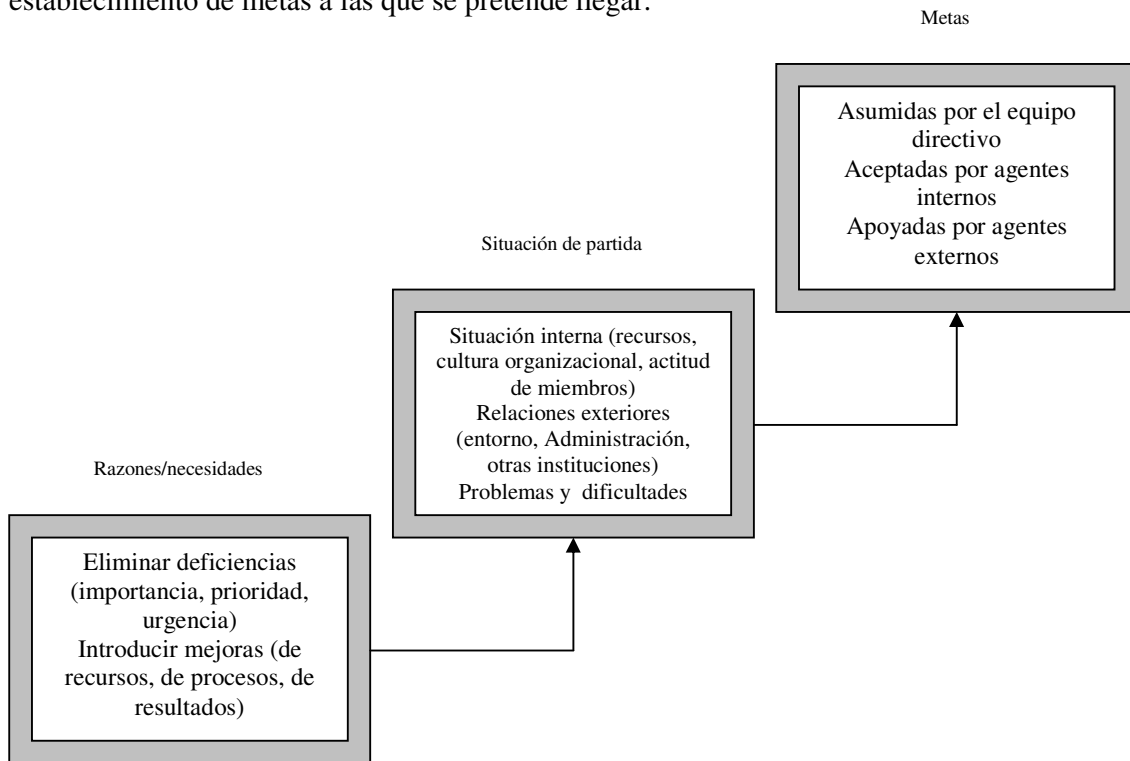 establecimiento de metas a las que se pretende llegar.
Metas
Asumidas por el equipo
directivo
Aceptadas por agentes
internos
Apoyadas por agentes
externos
Situación de partida
Situación interna (recursos,
cultura organizacional, actitud
de miembros)
Relaciones exteriores
(entorno, Administración,
otras instituciones)
Problemas y dificultades
Razones/necesidades
Eliminar deficiencias
(importancia, prioridad,
urgencia)
Introducir mejoras (de
recursos, de procesos, de
resultados)